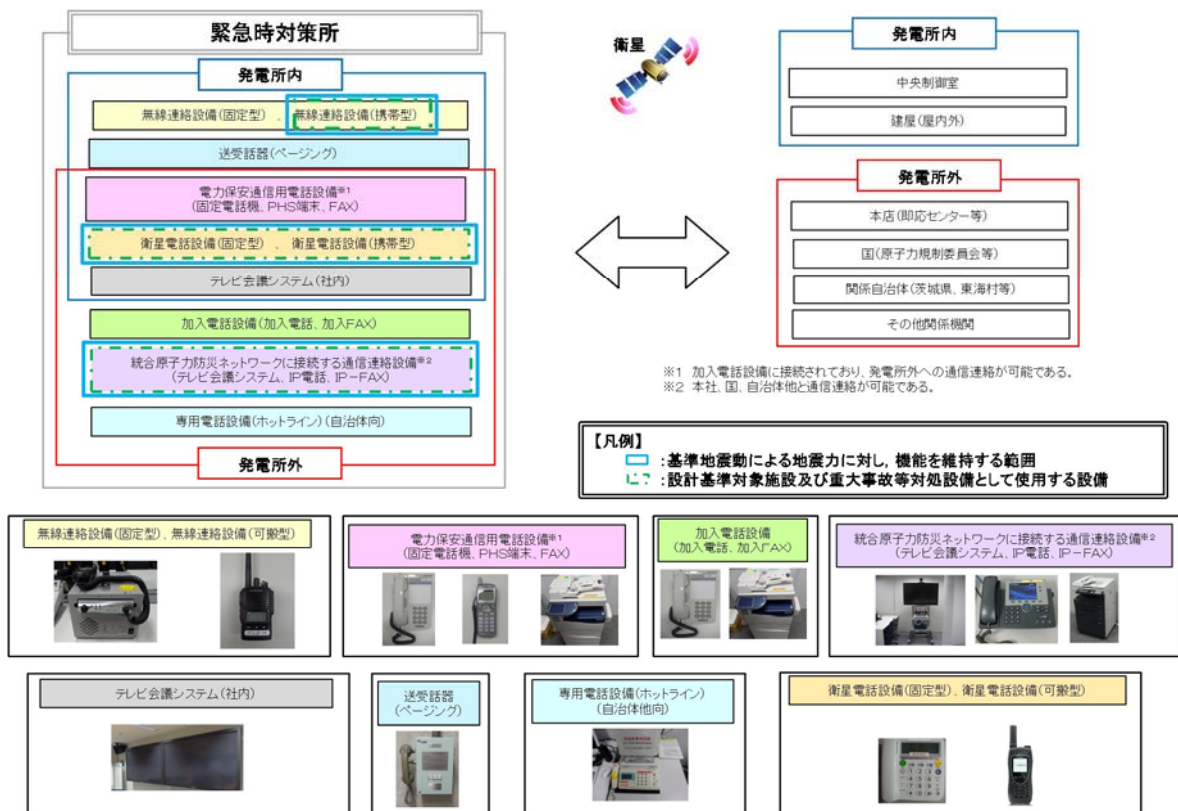 緊急時対策所
発電所内
無線連絡設備(固定型) 、 無線連絡設備(携帯型)
送受話器(ページング)
電力保安通信用電話設備※1
(固定電話機、PHS端末、FAX)
衛星電話設備(固定型) 、 衛星電話設備(携帯型)
テレビ会議システム(社内)
加入電話設備(加入電話、加入FAX)
統合原子力防災ネットワークに接続する通信連絡設備※2
(テレビ会議システム、IP電話、IP-FAX)
専用電話設備(ホットライン)(自治体向)
発電所外
衛星
発電所内
中央制御室
建屋(屋内外)
発電所外
本店(即応センター等)
国(原子力規制委員会等)
関係自治体(茨城県、東海村等)
その他関係機関
※1 加入電話設備に接続されており、発電所外への通信連絡が可能である。
※2 本社、国、自治体他と通信連絡が可能である。
【凡例】
:基準地震動による地震力に対し,機能を維持する範囲
:設計基準対象施設及び重大事故等対処設備として使用する設備
無線連絡設備(固定型)、無線連絡設備(可搬型)
電力保安通信用電話設備※1
(固定電話機、PHS端末、FAX)
加入電話設備
(加入電話、加入FAX)
統合原子力防災ネットワークに接続する通信連絡設備※2
(テレビ会議システム、IP電話、IP-FAX)
テレビ会議システム(社内)
送受話器
(ページング)
専用電話設備(ホットライン)
(自治体他向)
衛星電話設備(固定型)、衛星電話設備(可搬型)